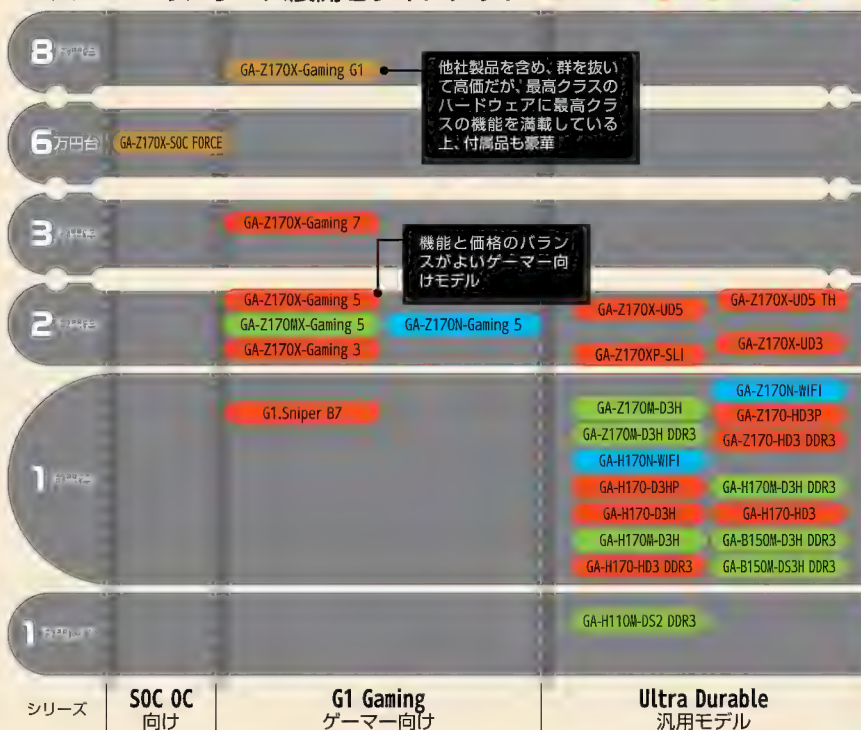 8
GA-Z170X-Gaming G1
他社製品を含め、群を抜い
て高価だが、最高クラスの
ハードウェアに最高クラ
スの機能を満載している
上、付属品も豪華
6万円台
GA-Z170X-SOC FORCE
3
GA-Z170X-Gaming 7
機能と価格のバラン
スがよいゲーマー向
けモデル
2
GA-Z170X-Gaming 5
GA-Z170MX-Gaming 5
GA-Z170N-Gaming 5
GA-Z170X-Gaming 3
GA-Z170X-UD5
GA-Z170X-UD5 TH
GA-Z170XP-SLI
GA-Z170X-UD3
1
G1.Sniper B7
GA-Z170M-D3H
GA-Z170M-D3H DDR3
GA-H170N-WIFI
GA-H170-D3HP
GA-H170-D3H
GA-H170M-D3H
GA-H170-HD3 DDR3
GA-Z170N-WIFI
GA-Z170-HD3P
GA-Z170-HD3 DDR3
GA-H170M-D3H DDR3
GA-H170-HD3
GA-B150M-D3H DDR3
GA-B150M-DS3H DDR3
1
GA-H110M-DS2 DDR3
シリーズ
SOC OC
向け
G1 Gaming
ゲーマー向け
Ultra Durable
汎用モデル